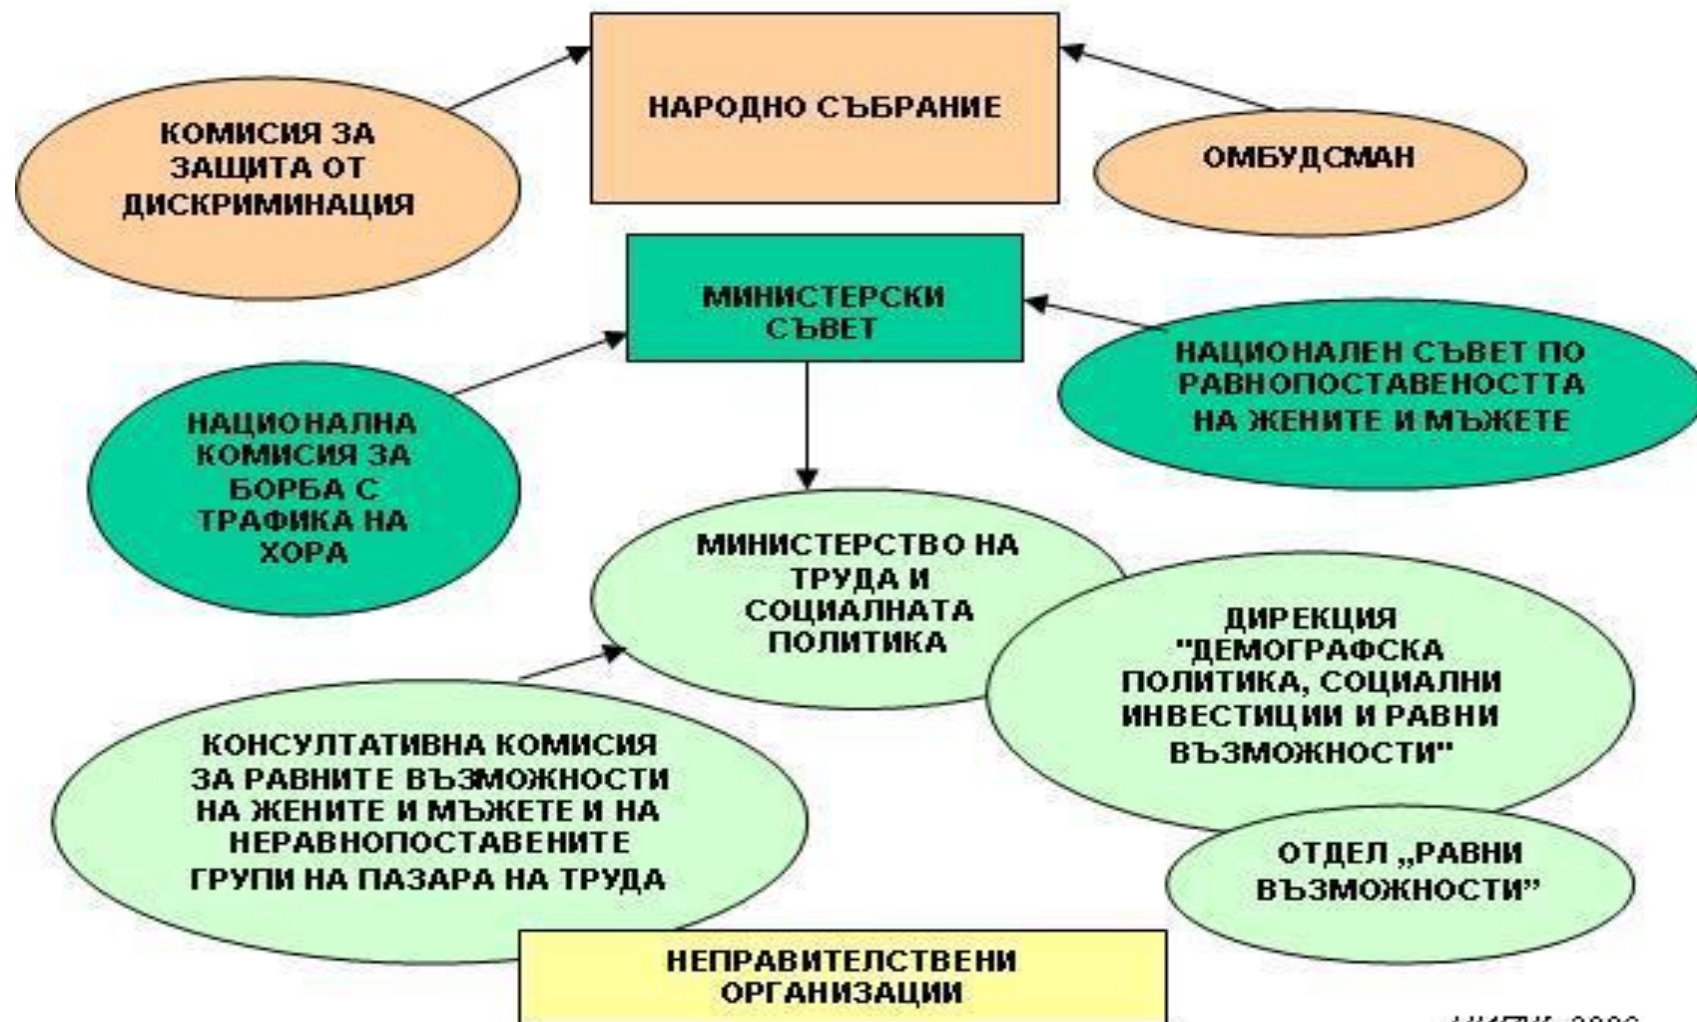 НАРОДНО СЪБРАНИЕ
КОМИСИЯ ЗА
ЗАЩИТА ОТ
ДИСКРИМИНАЦИЯ
ОМБУДСМАН
МИНИСТЕРСКИ
СЪВЕТ
НАЦИОНАЛЕН СЪВЕТ ПО
РАВНОПОСТАВЕНОСТТА
НА ЖЕНИТЕ И МЪЖЕТЕ
НАЦИОНАЛНА
КОМИСИЯ ЗА
БОРБА С
ТРАФИКА НА
ХОРА
МИНИСТЕРСТВО НА
ТРУДА И
СОЦИАЛНАТА
ПОЛИТИКА
ДИРЕКЦИЯ
"ДЕМОГРАФСКА
ПОЛИТИКА, СОЦИАЛНИ
ИНВЕСТИЦИИ И РАВНИ
ВЪЗМОЖНОСТИ"
КОНСУЛТАТИВНА КОМИСИЯ
ЗА РАВНИТЕ ВЪЗМОЖНОСТИ
НА ЖЕНИТЕ И МЪЖЕТЕ И НА
НЕРАВНОПОСТАВЕНИТЕ
ГРУПИ НА ПАЗАРА НА ТРУДА
ОТДЕЛ „РАВНИ
ВЪЗМОЖНОСТИ”
НЕПРАВИТЕЛСТВЕНИ
ОРГАНИЗАЦИИ